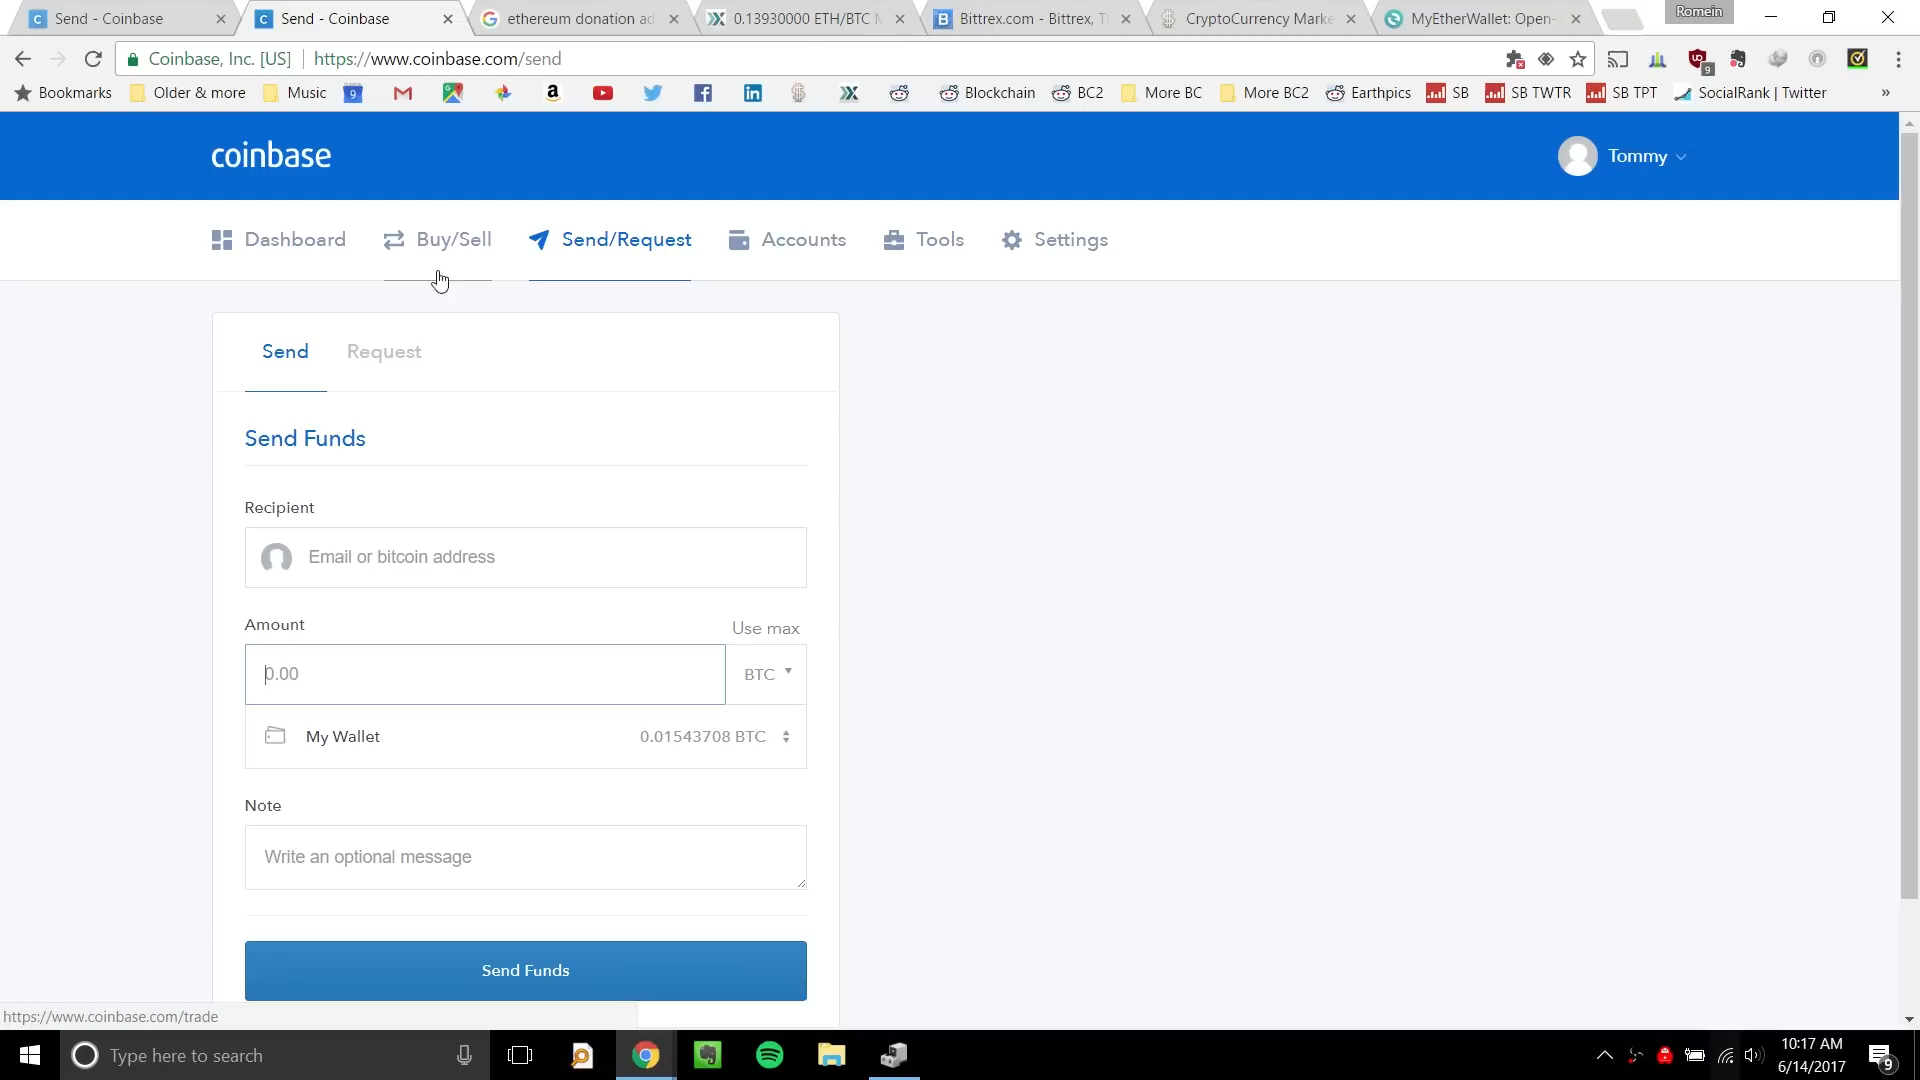 Send - Coinbase
Send - Coinbase
ethereum donation ad
0.13930000 ETH/BTC M
Bittrex.com - Bittrex, T
CryptoCurrency Marke
MyEtherWallet: Open-
Romein
Coinbase, Inc. [US]
https://www.coinbase.com/send
Bookmarks
Older & more
Music
Blockchain
BC2
More BC
More BC2
Earthpics
SB
SB TWTR
SB TPT
SocialRank | Twitter
»
coinbase
Tommy
Dashboard
Buy/Sell
Send/Request
Accounts
Tools
Settings
Send
Request
Send Funds
Recipient
Email or bitcoin address
Amount
Use max
0.00
BTC
My Wallet
0.01543708 BTC
Note
Write an optional message
Send Funds
https://www.coinbase.com/trade
Type here to search
10:17 AM
6/14/2017
9